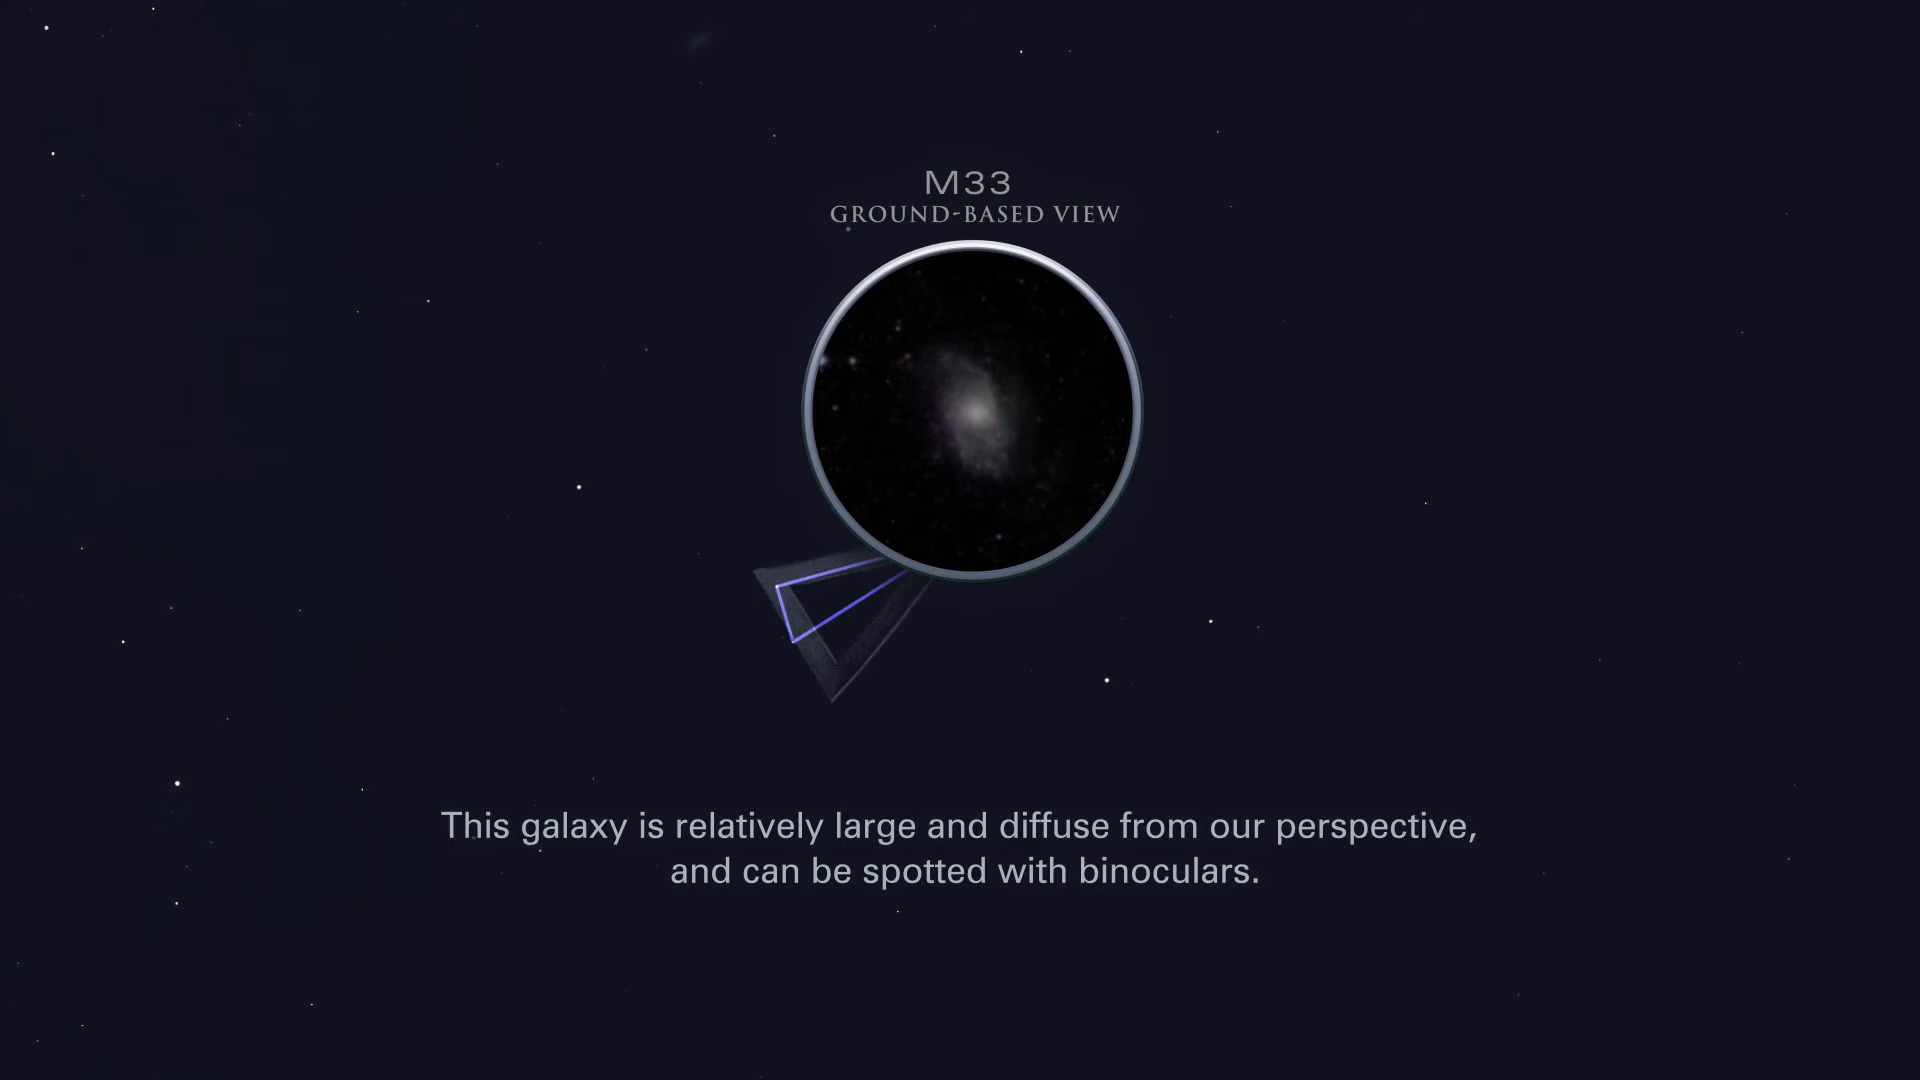 M33
GROUND-BASED VIEW
This galaxy is relatively large and diffuse from our perspective,
and can be spotted with binoculars.